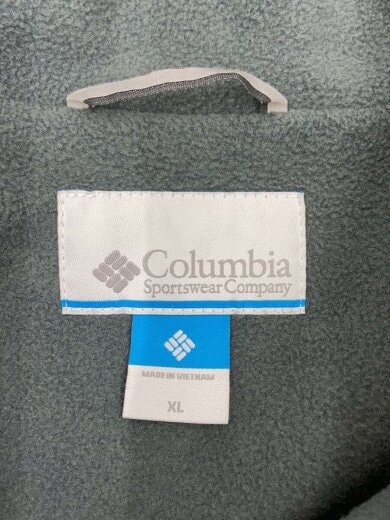 Columbia
Sportswear Company
MADE IN VIETNAM
XL